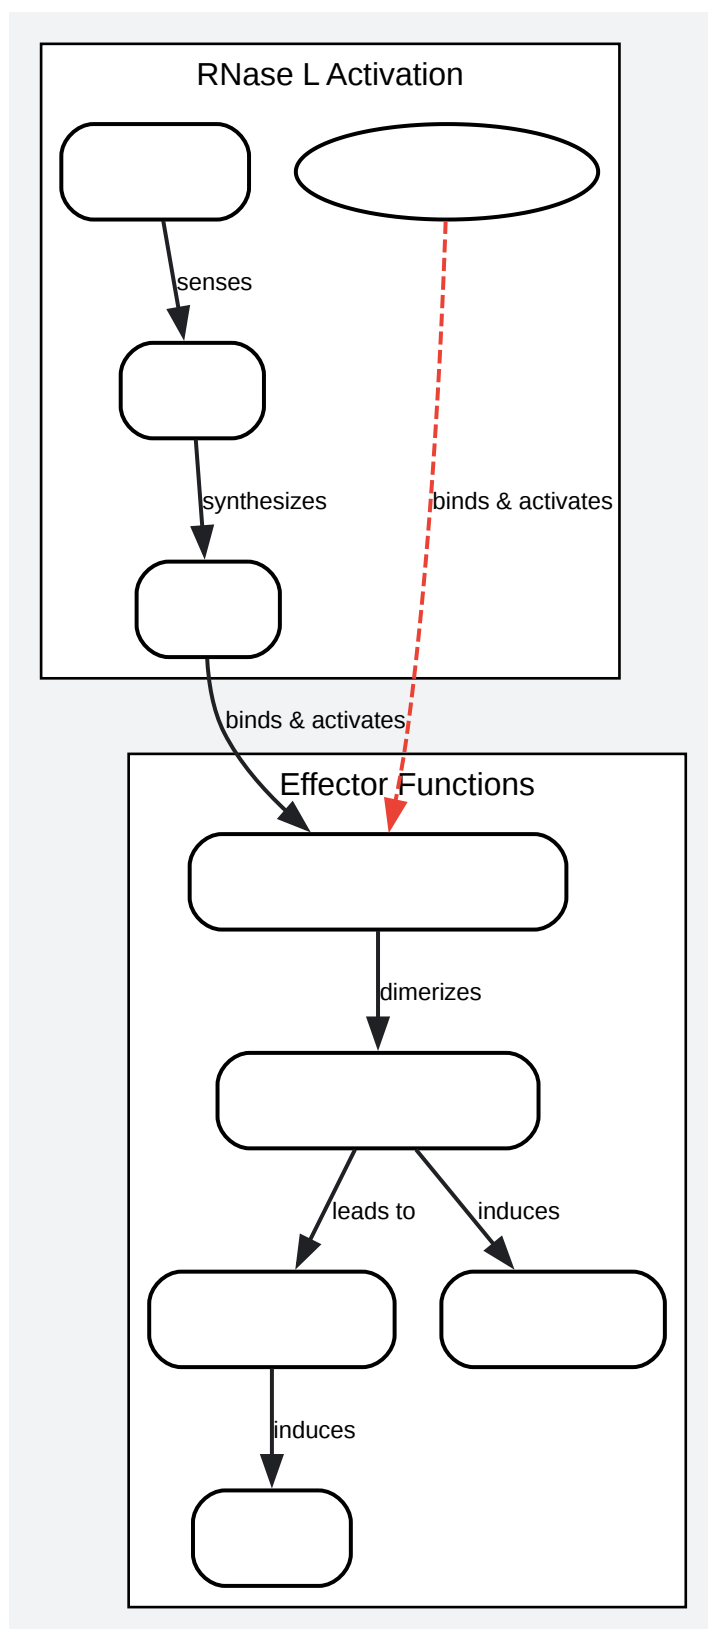 RNase L Activation
senses
synthesizes
binds & activates
binds & activates
Effector Functions
dimerizes
leads to
induces
induces